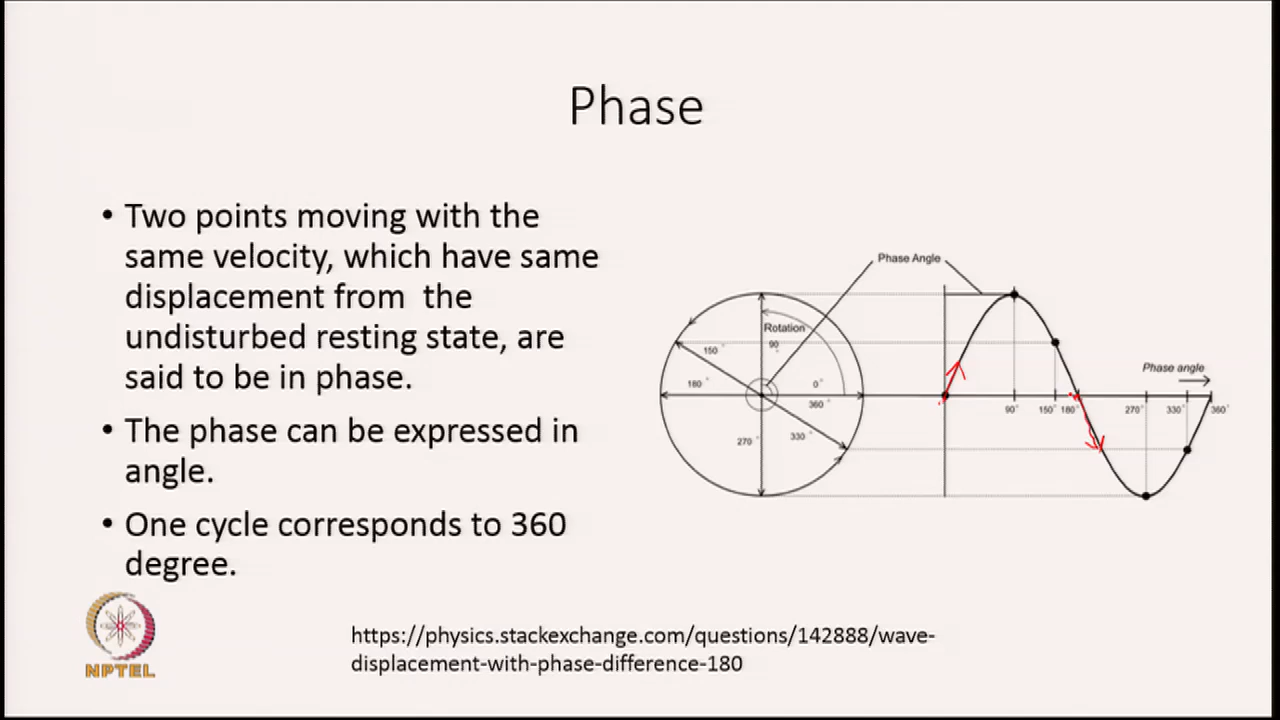 Phase
• Two points moving with the
same velocity, which have same
displacement from the
undisturbed resting state, are
said to be in phase.
• The phase can be expressed in
angle.
• One cycle corresponds to 360
degree.
Phase Angle
Rotation
90°
150°
180°
0°
360°
270°
330°
Phase angle
90° 150° 180° 270° 330° 360°
https://physics.stackexchange.com/questions/142888/wave-
displacement-with-phase-difference-180
NPTEL